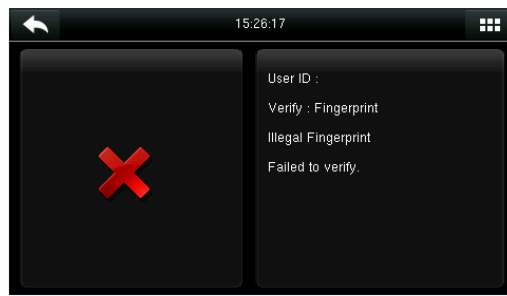 15:26:17
User ID :
Verify : Fingerprint
Illegal Fingerprint
Failed to verify.